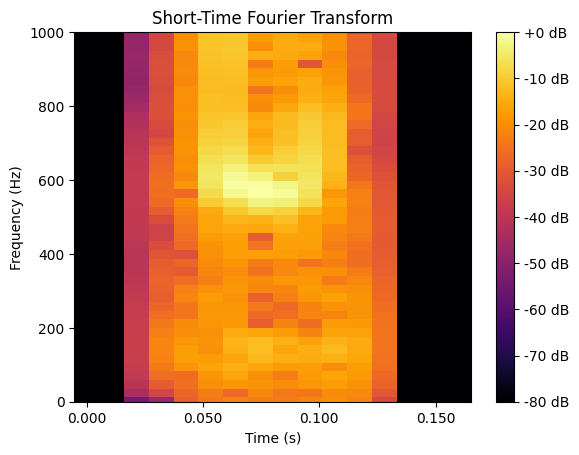 Short-Time Fourier Transform
Frequency (Hz)
1000
800
600
400
200
0
0.000
0.050
0.100
0.150
Time (s)
+0 dB
-10 dB
-20 dB
-30 dB
-40 dB
-50 dB
-60 dB
-70 dB
-80 dB